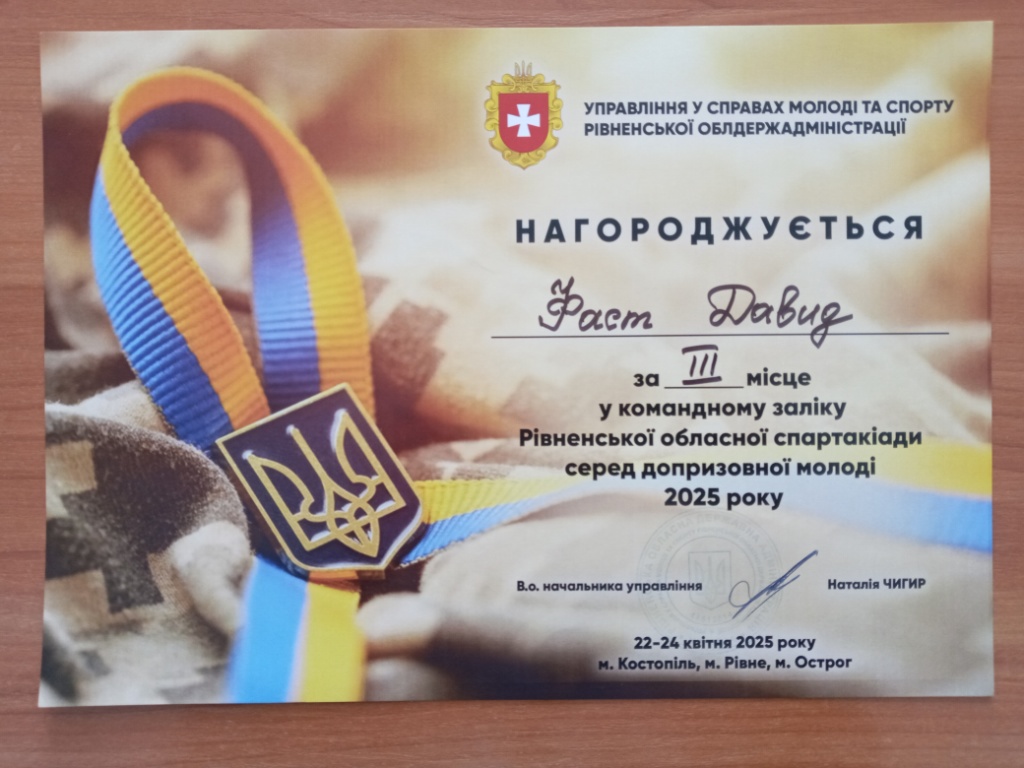 УПРАВЛІННЯ У СПРАВАХ МОЛОДІ ТА СПОРТУ
РІВНЕНСЬКОЇ ОБЛДЕРЖАДМІНІСТРАЦІЇ
НАГОРОДЖУЄТЬСЯ
Фаст Давид
за III місце
у командному заліку
Рівненської обласної спартакіади
серед допризовної молоді
2025 року
В.о. начальника управління Наталія ЧИГИР
22-24 квітня 2025 року
м. Костопіль, м. Рівне, м. Острог